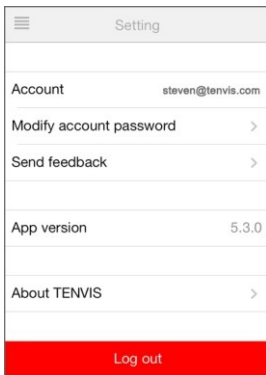 Setting
Account steven@tenvis.com
Modify account password
Send feedback
App version 5.3.0
About TENVIS
Log out